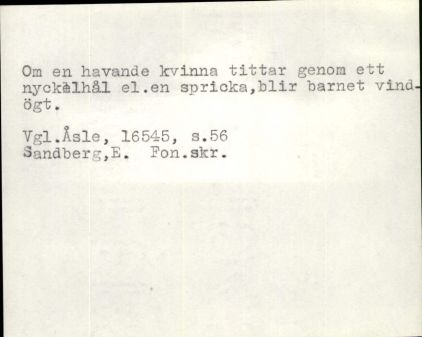 Om en havande kvinna tittar genom ett
nyckelhål el.en spricka,blir barnet vind-
ögt.
Vgl.Åsle, 16545, s.56
Sandberg,E. Fon.skr.